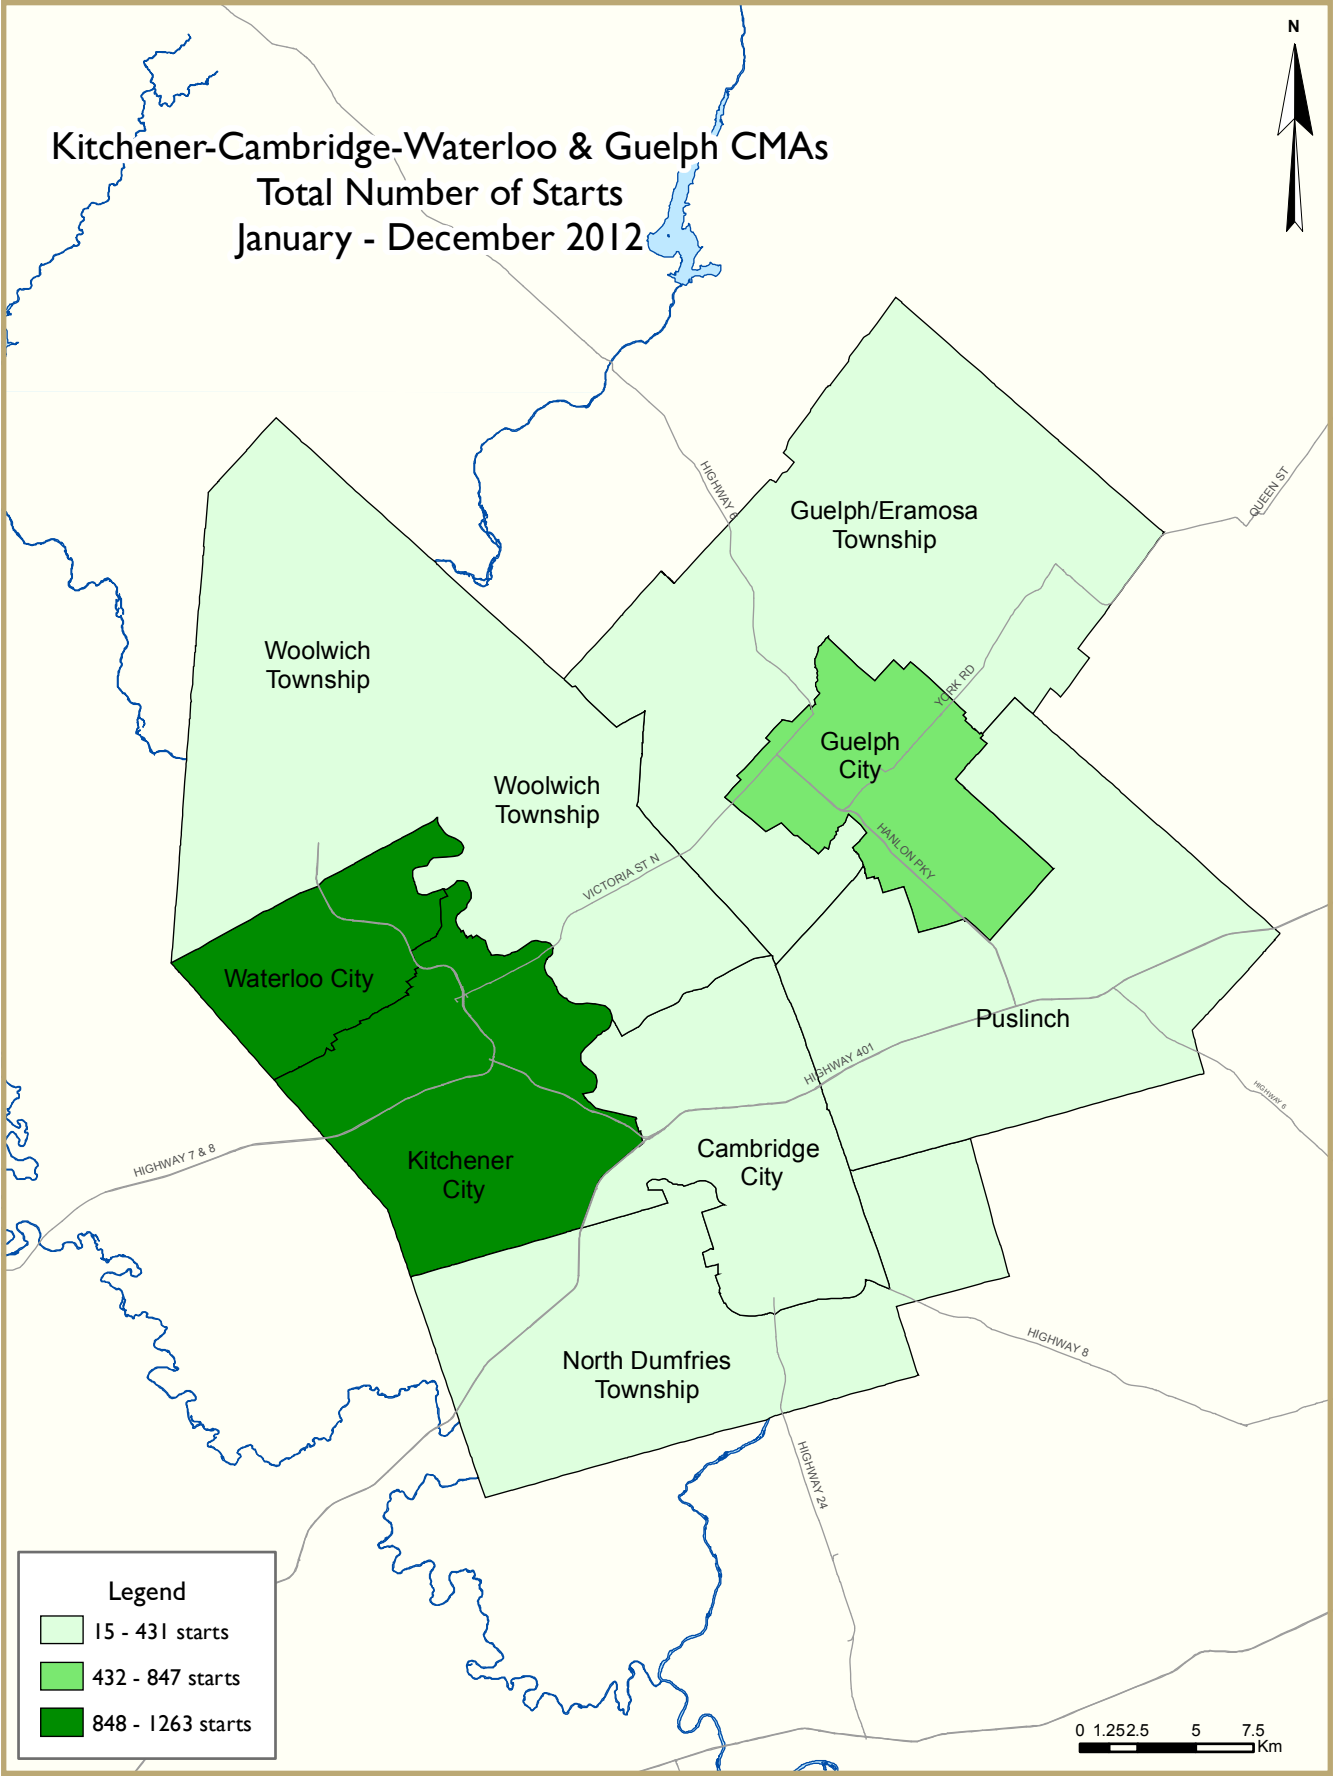 N
Kitchener-Cambridge-Waterloo & Guelph CMAs
Total Number of Starts
January - December 2012
HIGHWAY 6
QUEEN ST
Guelph/Eramosa
Township
Woolwich
Township
YORK RD
Guelph
City
Woolwich
Township
HANLON PKY
VICTORIA ST N
Waterloo City
Puslinch
HIGHWAY 401
HIGHWAY 6
HIGHWAY 7 & 8
Kitchener
City
Cambridge
City
HIGHWAY 8
North Dumfries
Township
HIGHWAY 24
Legend
15 - 431 starts
432 - 847 starts
848 - 1263 starts
0 1.25 2.5 5 7.5
Km